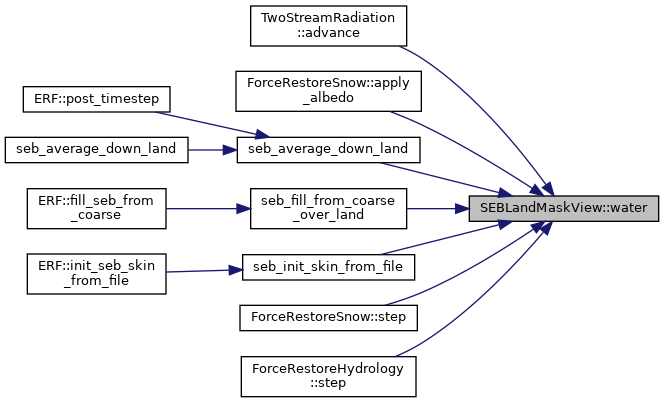 TwoStreamRadiation
::advance
ForceRestoreSnow::apply
_albedo
ERF::post_timestep
seb_average_down_land
seb_average_down_land
ERF::fill_seb_from
_coarse
seb_fill_from_coarse
_over_land
SEBLandMaskView::water
ERF::init_seb_skin
_from_file
seb_init_skin_from_file
ForceRestoreSnow::step
ForceRestoreHydrology
::step